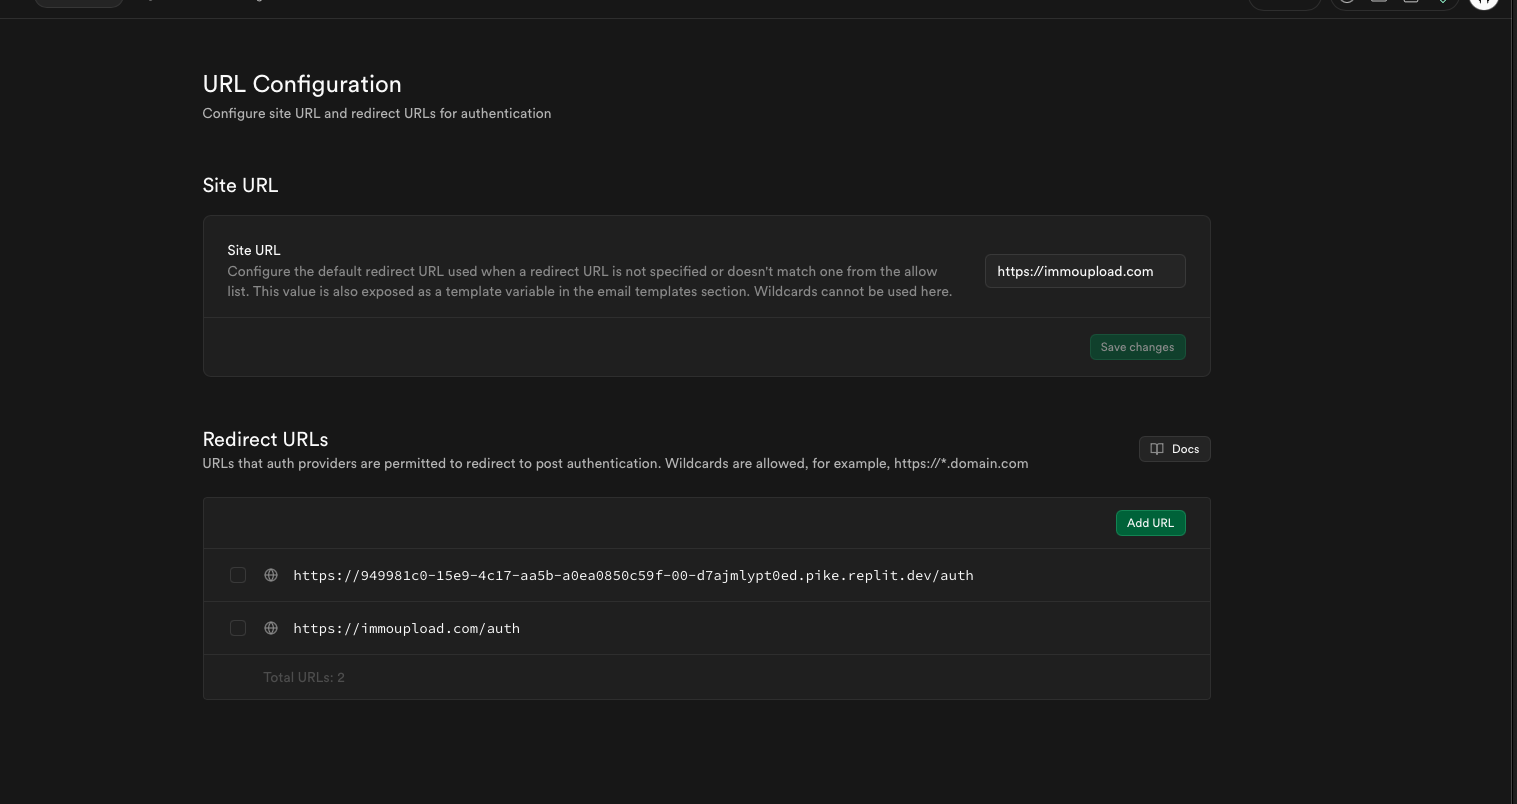 URL Configuration
Configure site URL and redirect URLs for authentication
Site URL
Site URL
Configure the default redirect URL used when a redirect URL is not specified or doesn't match one from the allow
list. This value is also exposed as a template variable in the email templates section. Wildcards cannot be used here.
https://immoupload.com
Save changes
Redirect URLs
URLs that auth providers are permitted to redirect to post authentication. Wildcards are allowed, for example, https://*.domain.com
Docs
Add URL
https://949981c0-15e9-4c17-aa5b-a0ea0850c59f-00-d7ajmlypt0ed.pike.replit.dev/auth
https://immoupload.com/auth
Total URLs: 2